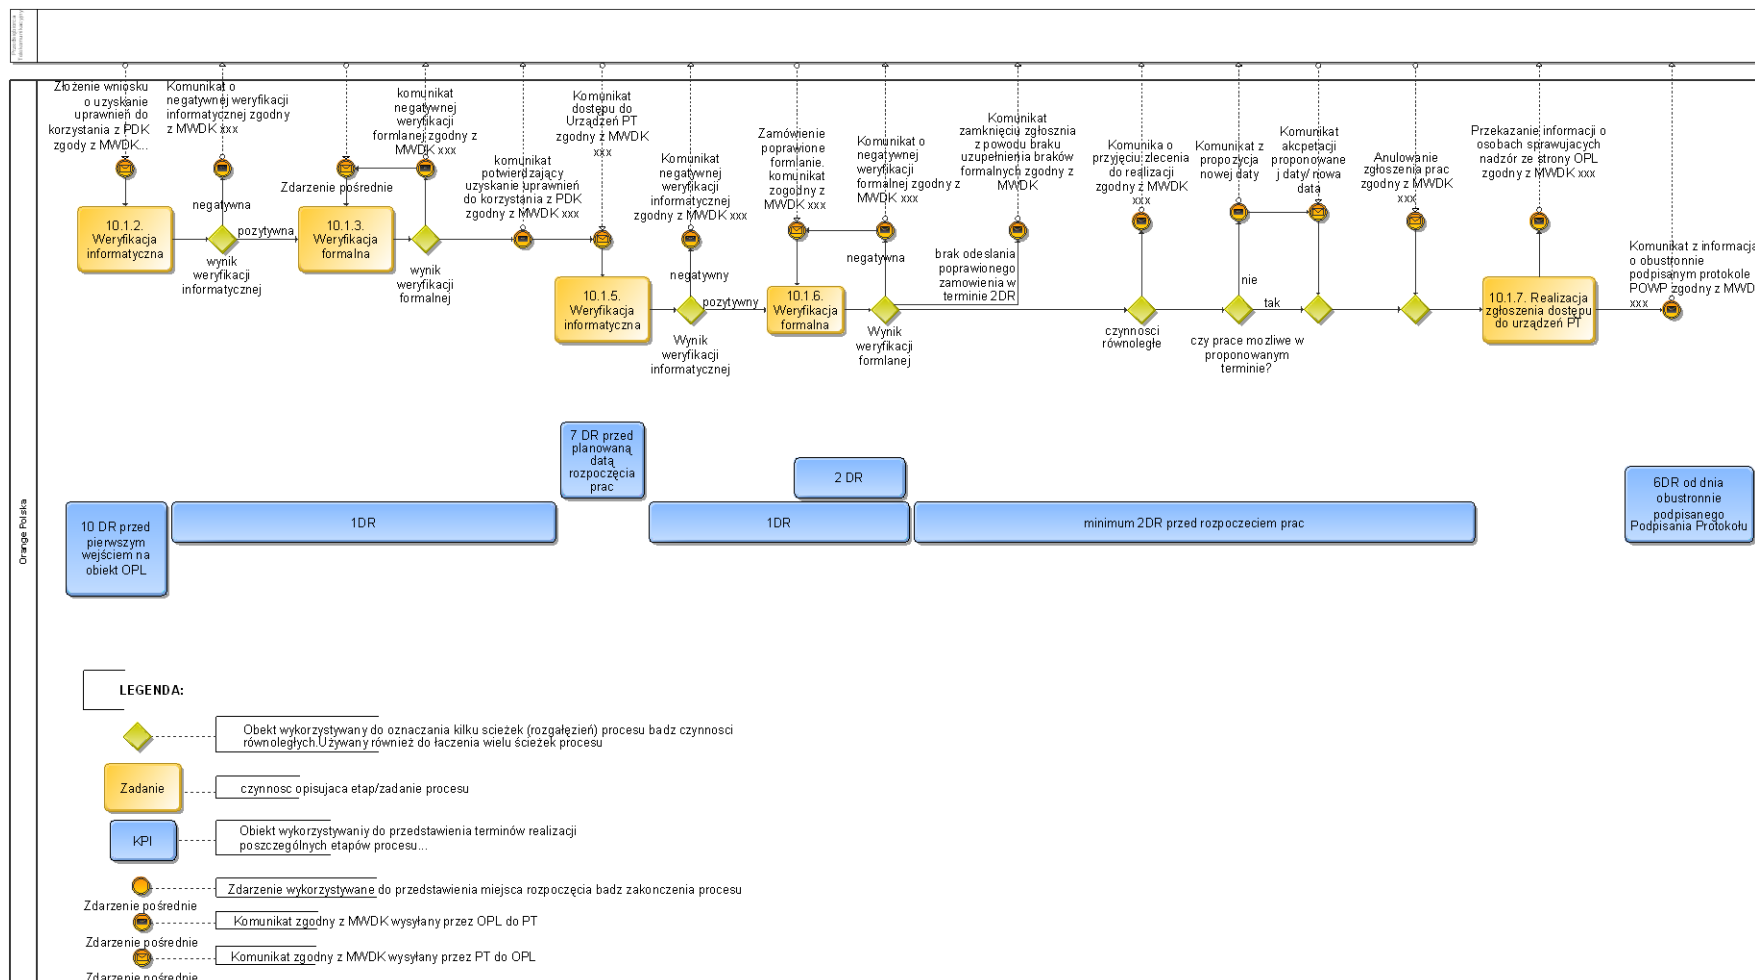 Przedsiębiorca
Telekomunikacyjny
Orange Polska
Złożenie wniosku
o uzyskanie
uprawnień do
korzystania z PDK
zgody z MWDK...
Komunikat o
negatywnej weryfikacji
informatycznej zgodny
z MWDK xxx
komunikat
negatywnej
weryfikacji
formlanej zgodny z
MWDK xxx
Zdarzenie pośrednie
komunikat
potwierdzający
uzyskanie uprawnień
do korzystania z PDK
zgodny z MWDK xxx
Komunikat
dostępu do
Urządzeń PT
zgodny z MWDK
xxx
Komunikat
negatywnej
weryfikacji
informatycznej
zgodny z MWDK xxx
Zamówienie
poprawione
formlanie.
komunikat
zogodny z
MWDK xxx
Komunikat o
negatywnej
weryfikacji
formalnej zgodny z
MWDK xxx
Komunikat
zamknięciu zgłosznia
z powodu braku
uzupełnienia braków
formalnych zgodny z
MWDK
Komunika o
przyjęciu zlecenia
do realizacji
zgodny z MWDK
xxx
Komunikat z
propozycja
nowej daty
Komunikat
akcpetacji
proponowane
j daty/ nowa
data
Anulowanie
zgłoszenia prac
zgodny z MWDK
xxx
Przekazanie informacji o
osobach sprawujacych
nadzór ze strony OPL
zgodny z MWDK xxx
Komunikat z informacja
o obustronnie
podpisanym protokole
POWP zgodny z MWD
xxx
10.1.2.
Weryfikacja
informatyczna
negatywna
pozytywna
wynik
weryfikacji
informatycznej
10.1.3.
Weryfikacja
formalna
wynik
weryfikacji
formalnej
10.1.5.
Weryfikacja
informatyczna
negatywny
pozytywny
Wynik
weryfikacji
informatycznej
10.1.6.
Weryfikacja
formalna
negatywna
Wynik
weryfikacji
formlanej
brak odeslania
poprawionego
zamowienia w
terminie 2DR
czynnosci
równoległe
nie
tak
czy prace mozliwe w
proponowanym
terminie?
10.1.7. Realizacja
zgłoszenia dostępu
do urządzeń PT
10 DR przed
pierwszym
wejściem na
obiekt OPL
1DR
7 DR przed
planowaną
datą
rozpoczęcia
prac
1DR
2 DR
minimum 2DR przed rozpoczeciem prac
6DR od dnia
obustronnie
podpisanego
Podpisania Protokołu
LEGENDA:
Obekt wykorzystywany do oznaczania kilku scieżek (rozgałęzień) procesu badz czynnosci
równoległych.Używany również do łaczenia wielu ścieżek procesu
Zadanie
czynnosc opisujaca etap/zadanie procesu
KPI
Obiekt wykorzystywaniy do przedstawienia terminów realizacji
poszczególnych etapów procesu...
Zdarzenie wykorzystywane do przedstawienia miejsca rozpoczęcia badz zakonczenia procesu
Zdarzenie pośrednie
Komunikat zgodny z MWDK wysyłany przez OPL do PT
Zdarzenie pośrednie
Komunikat zgodny z MWDK wysyłany przez PT do OPL
Zdarzenie pośrednie